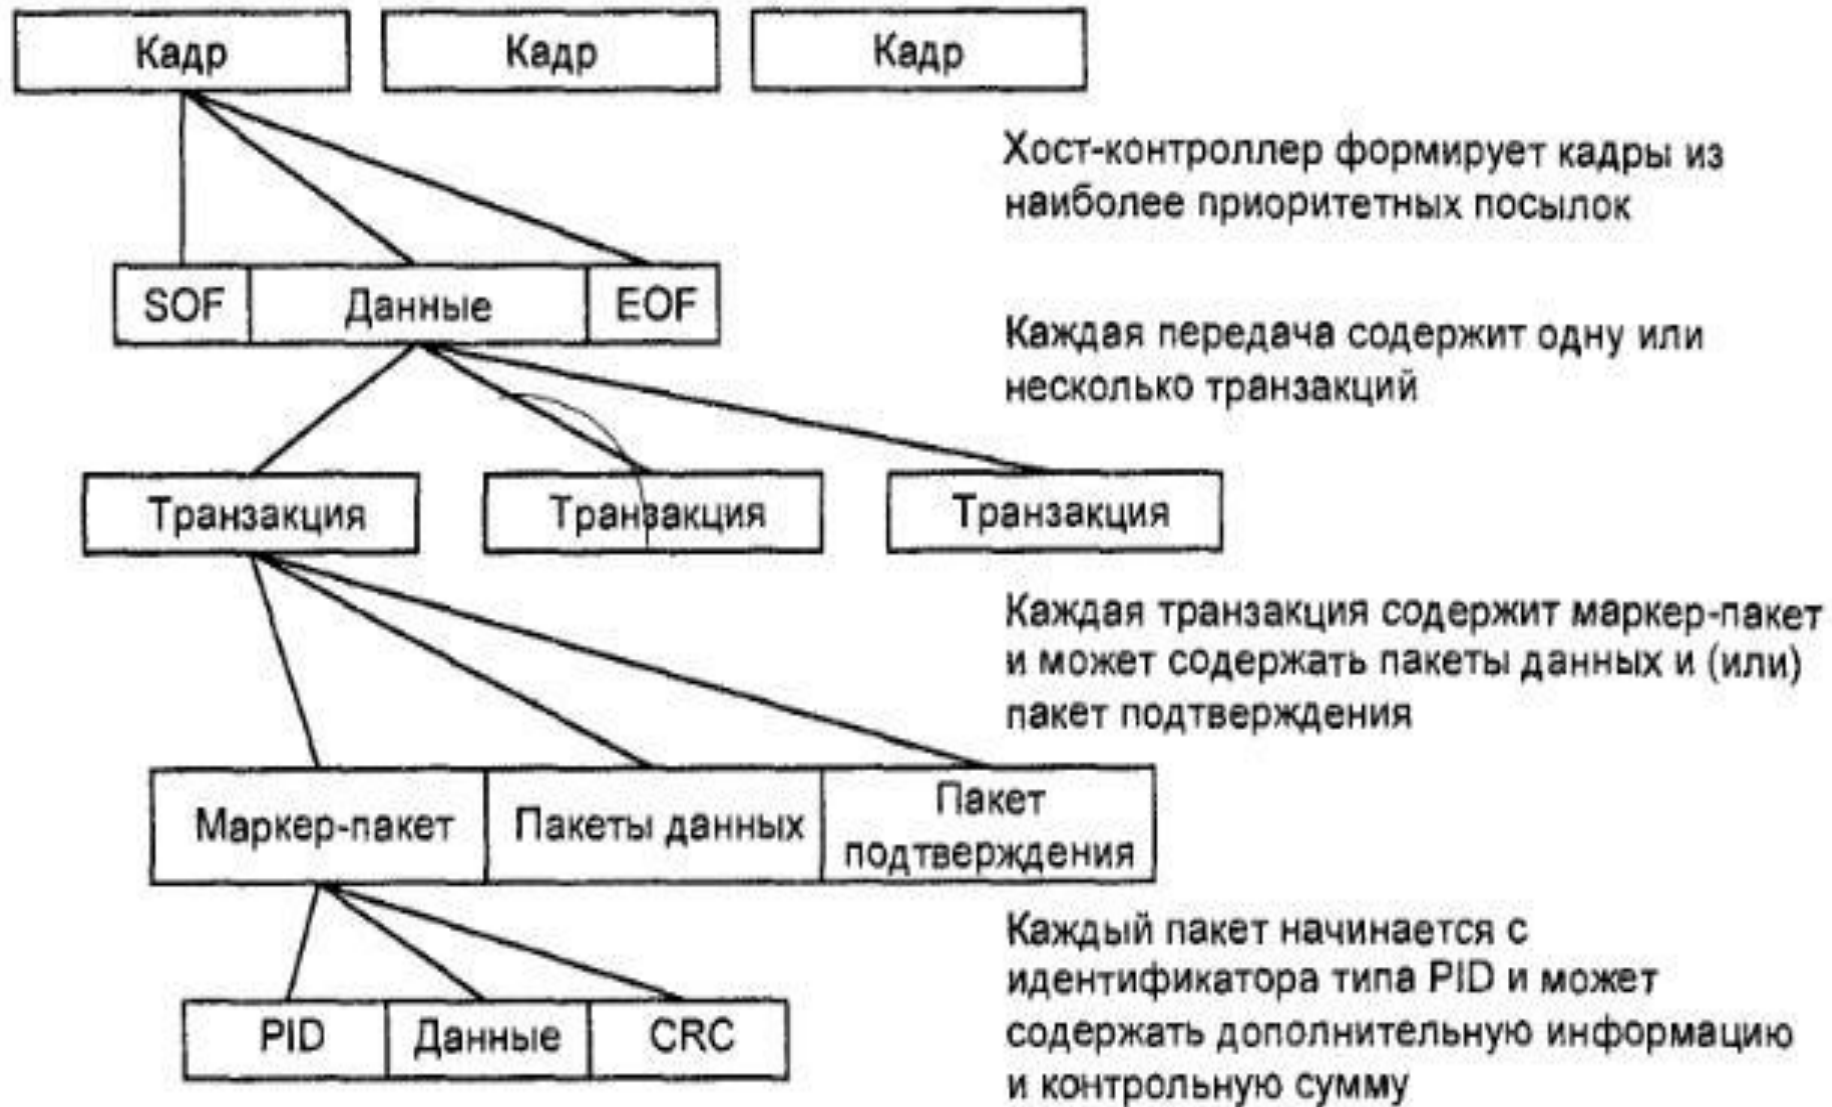 Кадр Кадр Кадр
Хост-контроллер формирует кадры из
наиболее приоритетных посылок
SOF Данные EOF
Каждая передача содержит одну или
несколько транзакций
Транзакция Транзакция Транзакция
Каждая транзакция содержит маркер-пакет
и может содержать пакеты данных и (или)
пакет подтверждения
Маркер-пакет Пакеты данных Пакет
подтверждения
Каждый пакет начинается с
идентификатора типа PID и может
содержать дополнительную информацию
и контрольную сумму
PID Данные CRC